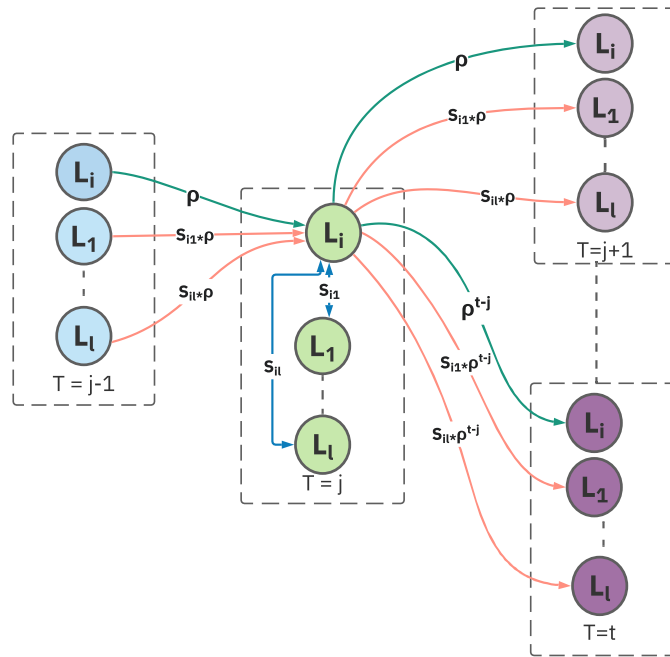 L₁
L₁
Lₗ
T = j-1
ρ
Sᵢ₁*ρ
Sᵢₗ*ρ
Lᵢ
Sᵢ₁
Sᵢₗ
L₁
Lₗ
T = j
ρ
Sᵢ₁*ρ
Sᵢₗ*ρ
Lᵢ
L₁
Lₗ
T=j+1
ρᵗ⁻ʲ
Sᵢ₁*ρᵗ⁻ʲ
Sᵢₗ*ρᵗ⁻ʲ
Lᵢ
L₁
Lₗ
T=t